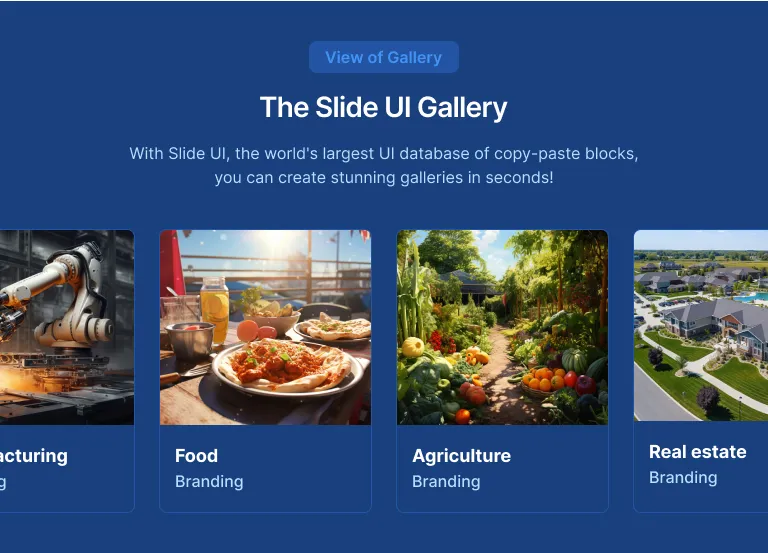 View of Gallery
The Slide UI Gallery
With Slide UI, the world's largest UI database of copy-paste blocks,
you can create stunning galleries in seconds!
acturing
g
Food
Branding
Agriculture
Branding
Real estate
Branding